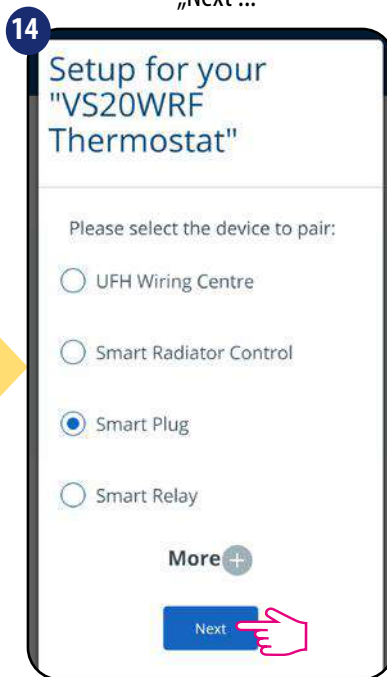 „Next ...
14
Setup for your
"VS20WRF
Thermostat"
Please select the device to pair:
UFH Wiring Centre
Smart Radiator Control
Smart Plug
Smart Relay
More +
Next